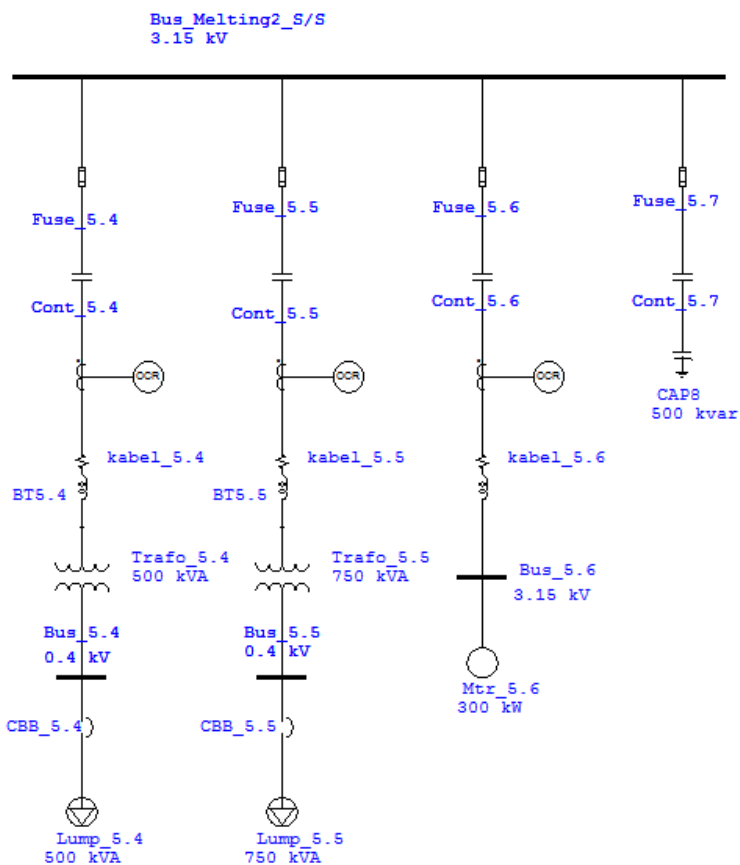 Bus_Melting2_S/S
3.15 kV
Fuse_5.4
Fuse_5.5
Fuse_5.6
Fuse_5.7
Cont_5.4
Cont_5.5
Cont_5.6
Cont_5.7
OCR
OCR
OCR
CAP8
500 kvar
kabel_5.4
kabel_5.5
kabel_5.6
BT5.4
BT5.5
Trafo_5.4
500 kVA
Trafo_5.5
750 kVA
Bus_5.6
3.15 kV
Bus_5.4
0.4 kV
Bus_5.5
0.4 kV
Mtr_5.6
300 kW
CBB_5.4
CBB_5.5
Lump_5.4
500 kVA
Lump_5.5
750 kVA